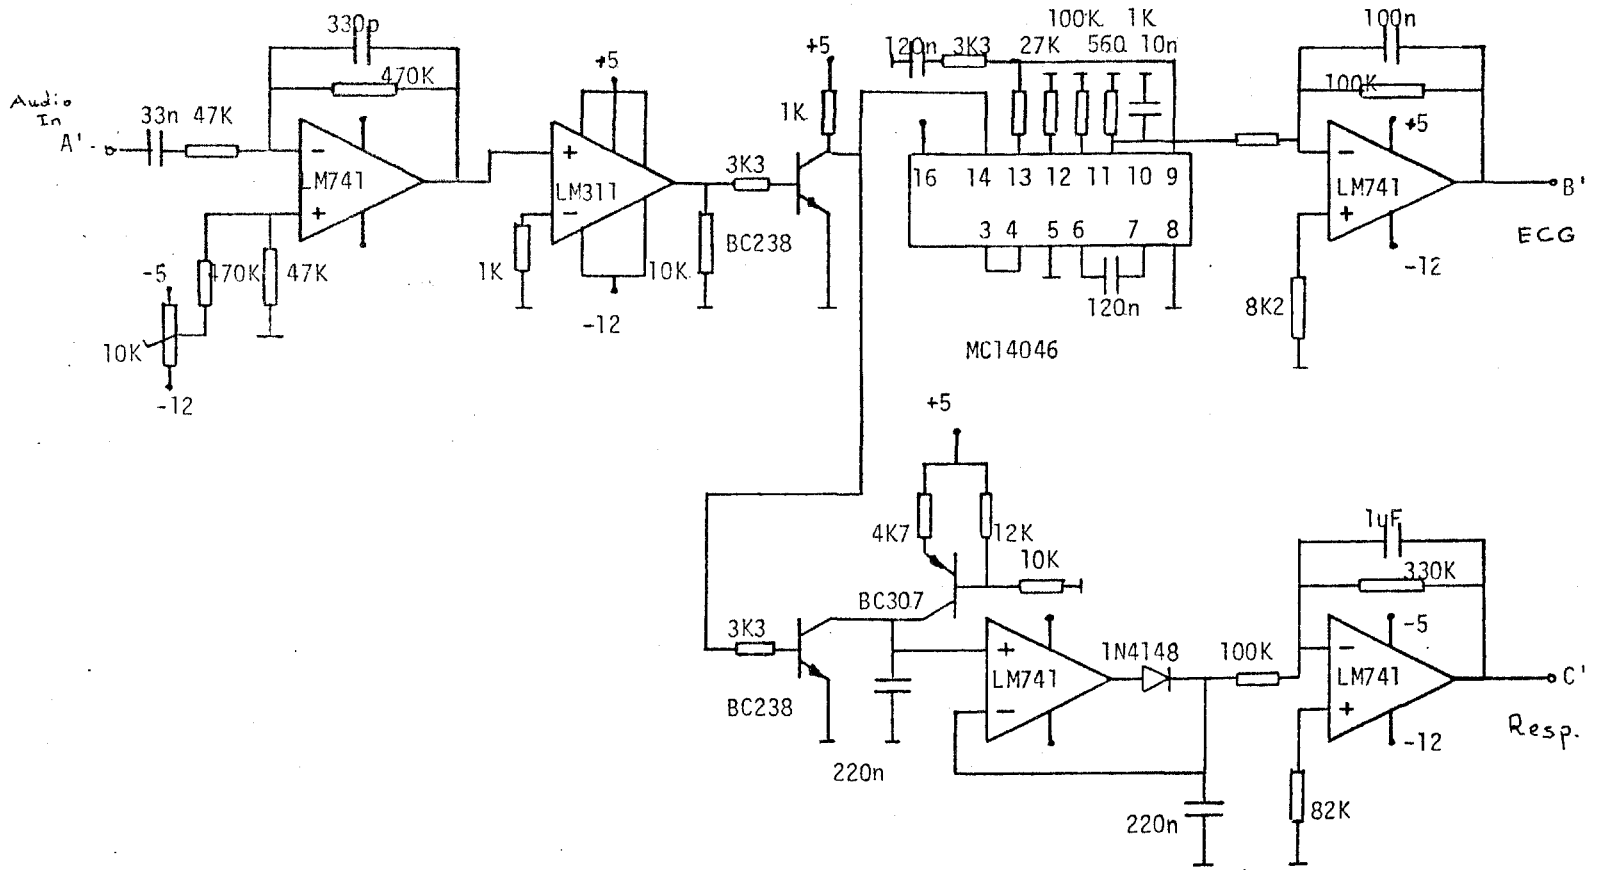 Audio
In
A'
33n 47K
330p
470K
LM741
-
+
-5
470K
47K
10K
-12
+5
LM311
+
-
1K
-12
10K
3K3
BC238
+5
1K
120n 3K3 27K
100K 1K
560 10n
16 14 13 12 11 10 9
3 4 5 6 7 8
120n
MC14046
100n
100K
-
+
LM741
+5
-12
8K2
B'
ECG
+5
4K7
12K
10K
BC307
3K3
BC238
220n
+
-
LM741
1N4148
220n
100K
1uF
330K
-
+
LM741
-5
-12
82K
C'
Resp.